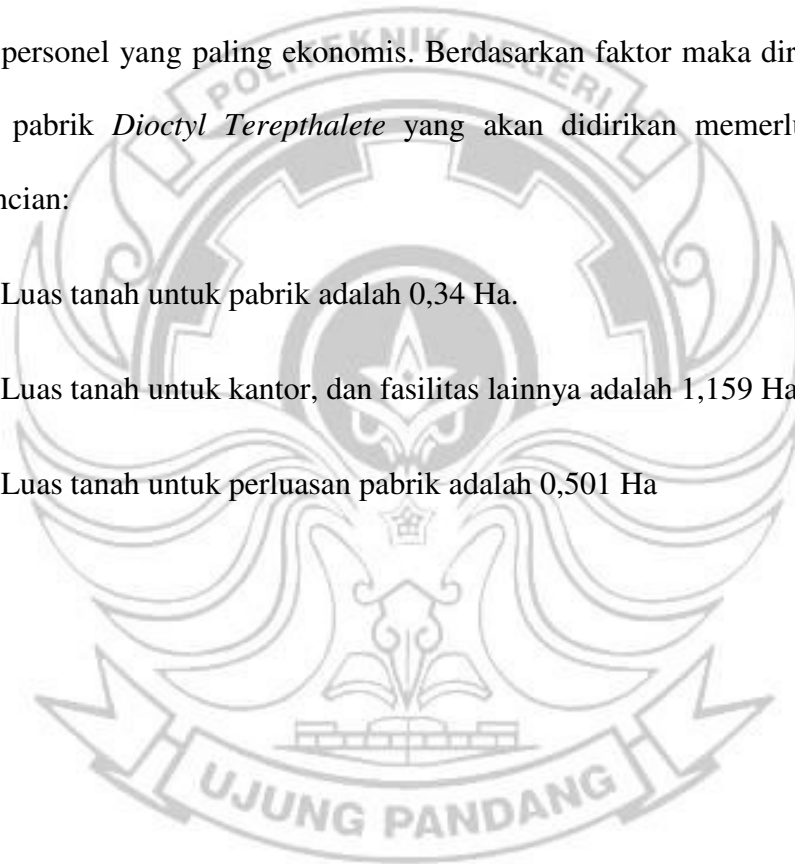 POLITEKNIK NEGERI
personel yang paling ekonomis. Berdasarkan faktor maka dir
pabrik Dioctyl Terepthalete yang akan didirikan memerlu
ncian:
Luas tanah untuk pabrik adalah 0,34 Ha.
Luas tanah untuk kantor, dan fasilitas lainnya adalah 1,159 Ha
Luas tanah untuk perluasan pabrik adalah 0,501 Ha
UJUNG PANDANG